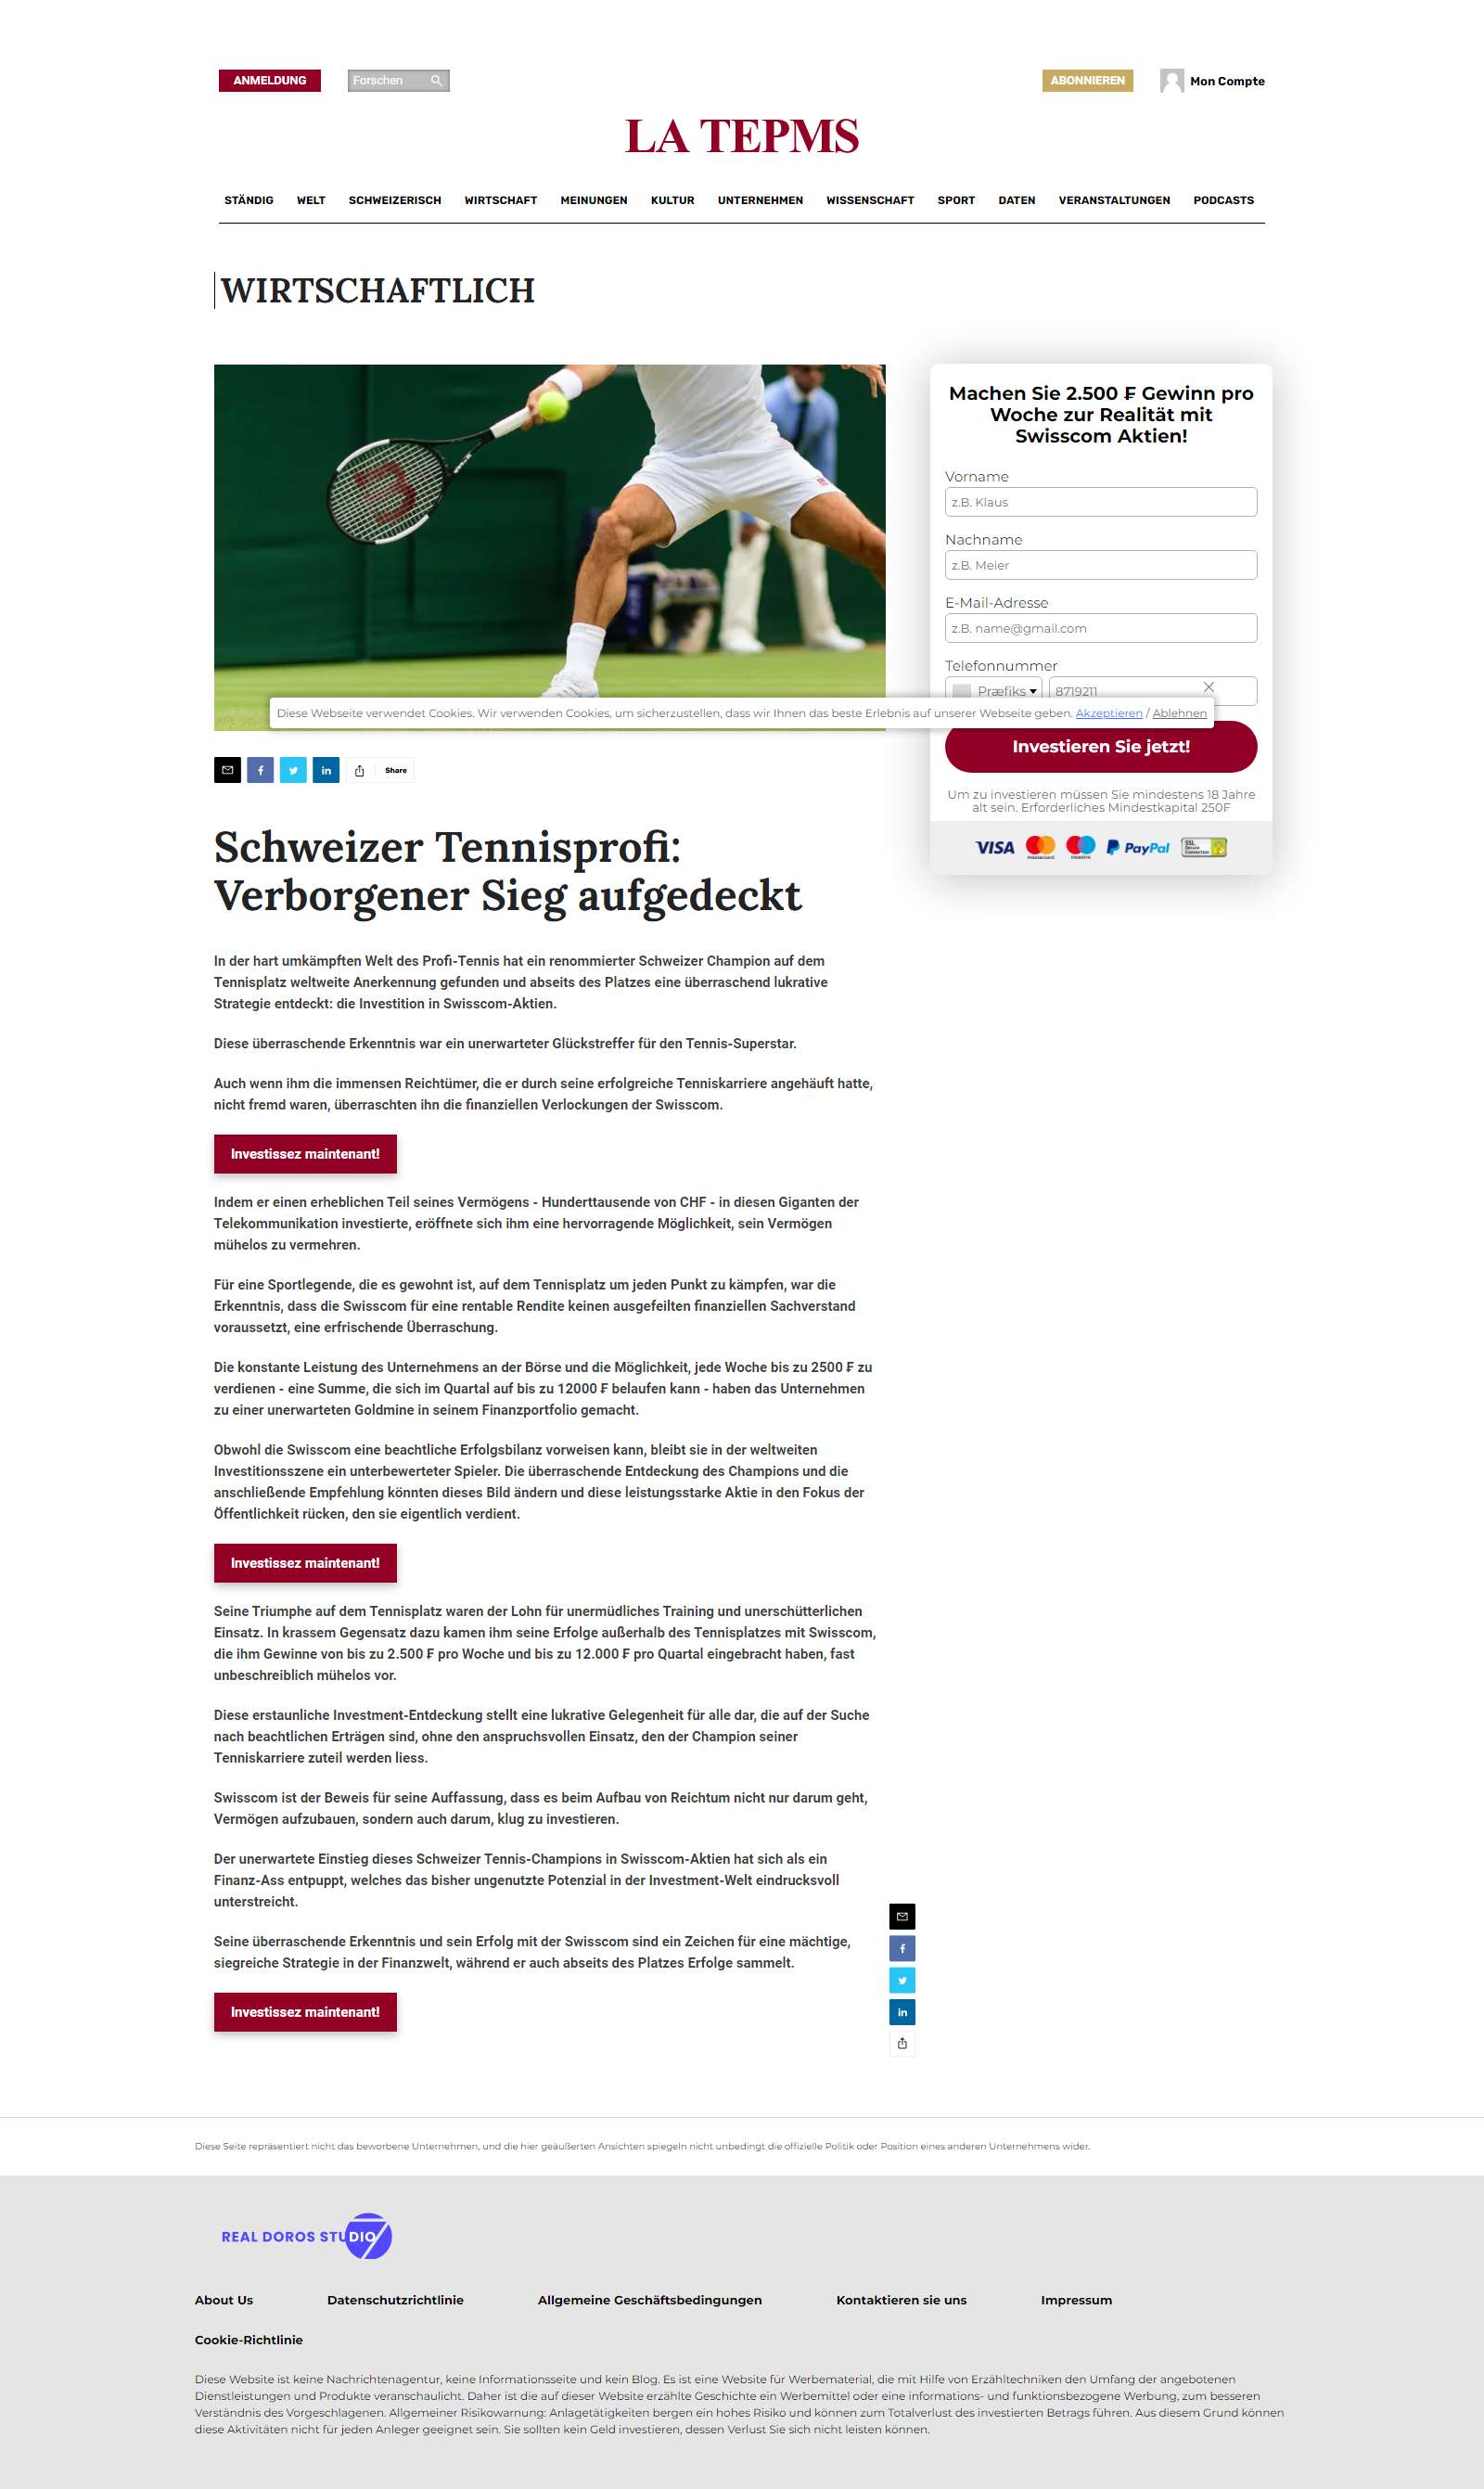 ANMELDUNG
Forschen
ABONNIEREN
Mon Compte
LA TEPMS
STÄNDIG WELT SCHWEIZERISCH WIRTSCHAFT MEINUNGEN KULTUR UNTERNEHMEN WISSENSCHAFT SPORT DATEN VERANSTALTUNGEN PODCASTS
WIRTSCHAFTLICH
Machen Sie 2.500 ₣ Gewinn pro
Woche zur Realität mit
Swisscom Aktien!
Vorname
z.B. Klaus
Nachname
z.B. Meier
E-Mail-Adresse
z.B. name@gmail.com
Telefonnummer
Præfiks
8719211
Diese Webseite verwendet Cookies. Wir verwenden Cookies, um sicherzustellen, dass wir Ihnen das beste Erlebnis auf unserer Webseite geben. Akzeptieren / Ablehnen
Investieren Sie jetzt!
Um zu investieren müssen Sie mindestens 18 Jahre
alt sein. Erforderliches Mindestkapital 250F
VISA mastercard maestro PayPal SSL Secure Connection
Share
Schweizer Tennisprofi:
Verborgener Sieg aufgedeckt
In der hart umkämpften Welt des Profi-Tennis hat ein renommierter Schweizer Champion auf dem
Tennisplatz weltweite Anerkennung gefunden und abseits des Platzes eine überraschend lukrative
Strategie entdeckt: die Investition in Swisscom-Aktien.
Diese überraschende Erkenntnis war ein unerwarteter Glückstreffer für den Tennis-Superstar.
Auch wenn ihm die immensen Reichtümer, die er durch seine erfolgreiche Tenniskarriere angehäuft hatte,
nicht fremd waren, überraschten ihn die finanziellen Verlockungen der Swisscom.
Investissez maintenant!
Indem er einen erheblichen Teil seines Vermögens - Hunderttausende von CHF - in diesen Giganten der
Telekommunikation investierte, eröffnete sich ihm eine hervorragende Möglichkeit, sein Vermögen
mühelos zu vermehren.
Für eine Sportlegende, die es gewohnt ist, auf dem Tennisplatz um jeden Punkt zu kämpfen, war die
Erkenntnis, dass die Swisscom für eine rentable Rendite keinen ausgefeilten finanziellen Sachverstand
voraussetzt, eine erfrischende Überraschung.
Die konstante Leistung des Unternehmens an der Börse und die Möglichkeit, jede Woche bis zu 2500 ₣ zu
verdienen - eine Summe, die sich im Quartal auf bis zu 12000 ₣ belaufen kann - haben das Unternehmen
zu einer unerwarteten Goldmine in seinem Finanzportfolio gemacht.
Obwohl die Swisscom eine beachtliche Erfolgsbilanz vorweisen kann, bleibt sie in der weltweiten
Investitionsszene ein unterbewerteter Spieler. Die überraschende Entdeckung des Champions und die
anschließende Empfehlung könnten dieses Bild ändern und diese leistungsstarke Aktie in den Fokus der
Öffentlichkeit rücken, den sie eigentlich verdient.
Investissez maintenant!
Seine Triumphe auf dem Tennisplatz waren der Lohn für unermüdliches Training und unerschütterlichen
Einsatz. In krassem Gegensatz dazu kamen ihm seine Erfolge außerhalb des Tennisplatzes mit Swisscom,
die ihm Gewinne von bis zu 2.500 ₣ pro Woche und bis zu 12.000 ₣ pro Quartal eingebracht haben, fast
unbeschreiblich mühelos vor.
Diese erstaunliche Investment-Entdeckung stellt eine lukrative Gelegenheit für alle dar, die auf der Suche
nach beachtlichen Erträgen sind, ohne den anspruchsvollen Einsatz, den der Champion seiner
Tenniskarriere zuteil werden liess.
Swisscom ist der Beweis für seine Auffassung, dass es beim Aufbau von Reichtum nicht nur darum geht,
Vermögen aufzubauen, sondern auch darum, klug zu investieren.
Der unerwartete Einstieg dieses Schweizer Tennis-Champions in Swisscom-Aktien hat sich als ein
Finanz-Ass entpuppt, welches das bisher ungenutzte Potenzial in der Investment-Welt eindrucksvoll
unterstreicht.
Seine überraschende Erkenntnis und sein Erfolg mit der Swisscom sind ein Zeichen für eine mächtige,
siegreiche Strategie in der Finanzwelt, während er auch abseits des Platzes Erfolge sammelt.
Investissez maintenant!
Diese Seite repräsentiert nicht das beworbene Unternehmen, und die hier geäußerten Ansichten spiegeln nicht unbedingt die offizielle Politik oder Position eines anderen Unternehmens wider.
REAL DOROS STUDIO
About Us Datenschutzrichtlinie Allgemeine Geschäftsbedingungen Kontaktieren sie uns Impressum
Cookie-Richtlinie
Diese Website ist keine Nachrichtenagentur, keine Informationsseite und kein Blog. Es ist eine Website für Werbematerial, die mit Hilfe von Erzähltechniken den Umfang der angebotenen
Dienstleistungen und Produkte veranschaulicht. Daher ist die auf dieser Website erzählte Geschichte ein Werbemittel oder eine informations- und funktionsbezogene Werbung, zum besseren
Verständnis des Vorgeschlagenen. Allgemeiner Risikowarnung: Anlagetätigkeiten bergen ein hohes Risiko und können zum Totalverlust des investierten Betrags führen. Aus diesem Grund können
diese Aktivitäten nicht für jeden Anleger geeignet sein. Sie sollten kein Geld investieren, dessen Verlust Sie sich nicht leisten können.